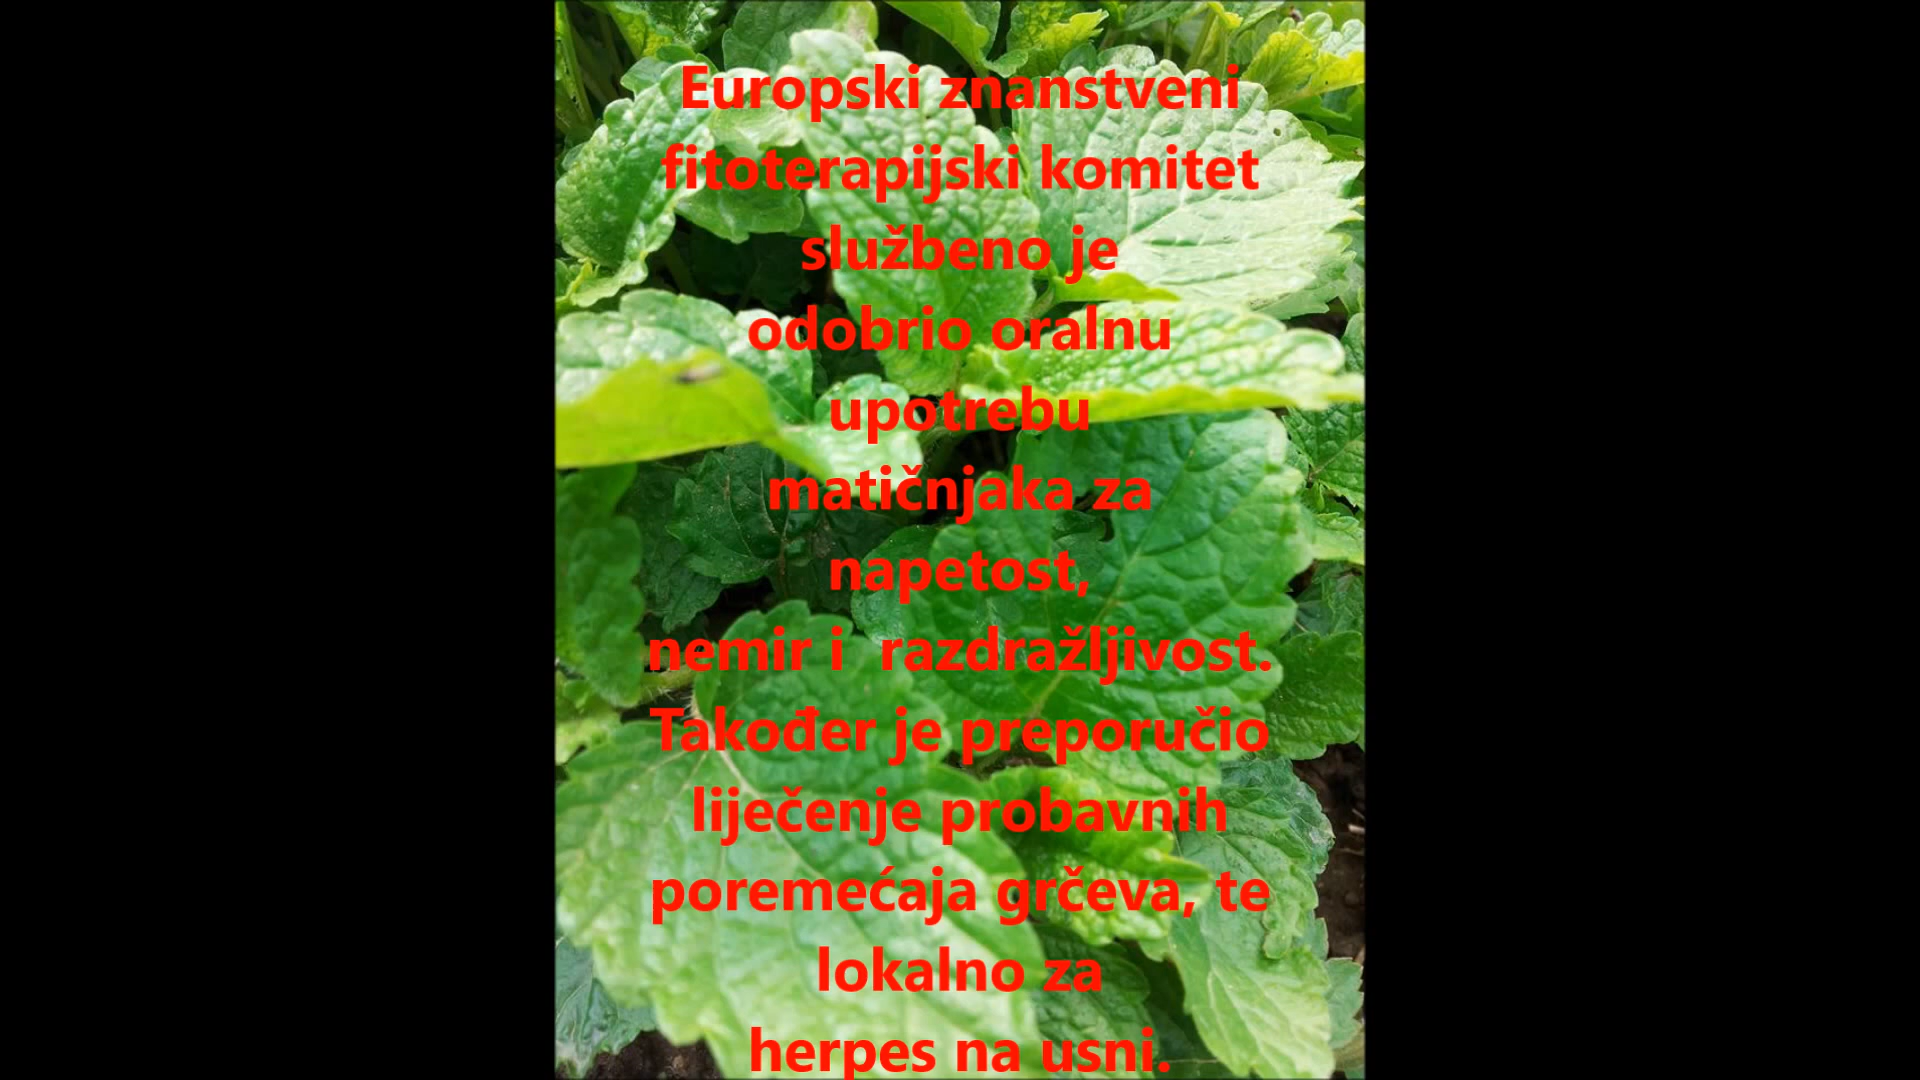 Europski znanstveni
fitoterapijski komitet
službeno je
odobrio oralnu
upotrebu
matičnjaka za
napetost,
nemir i  razdražljivost.
Također je preporučio
liječenje probavnih
poremećaja grčeva, te
lokalno za
herpes na usni.